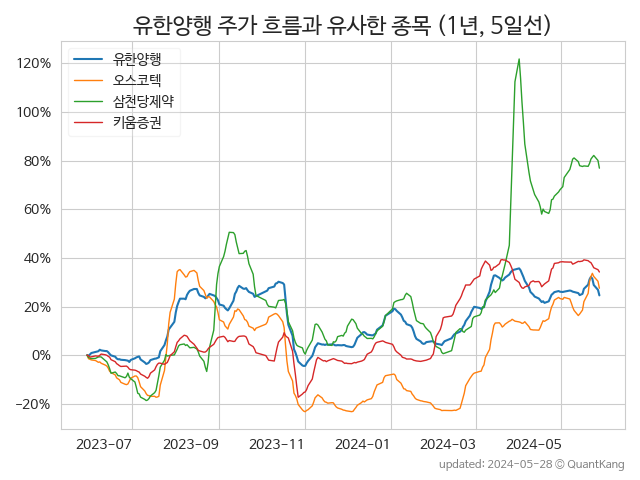 유한양행 주가 흐름과 유사한 종목 (1년, 5일선)
유한양행
오스코텍
삼천당제약
키움증권
120%
100%
80%
60%
40%
20%
0%
−20%
2023-07
2023-09
2023-11
2024-01
2024-03
2024-05
updated: 2024-05-28 © QuantKang